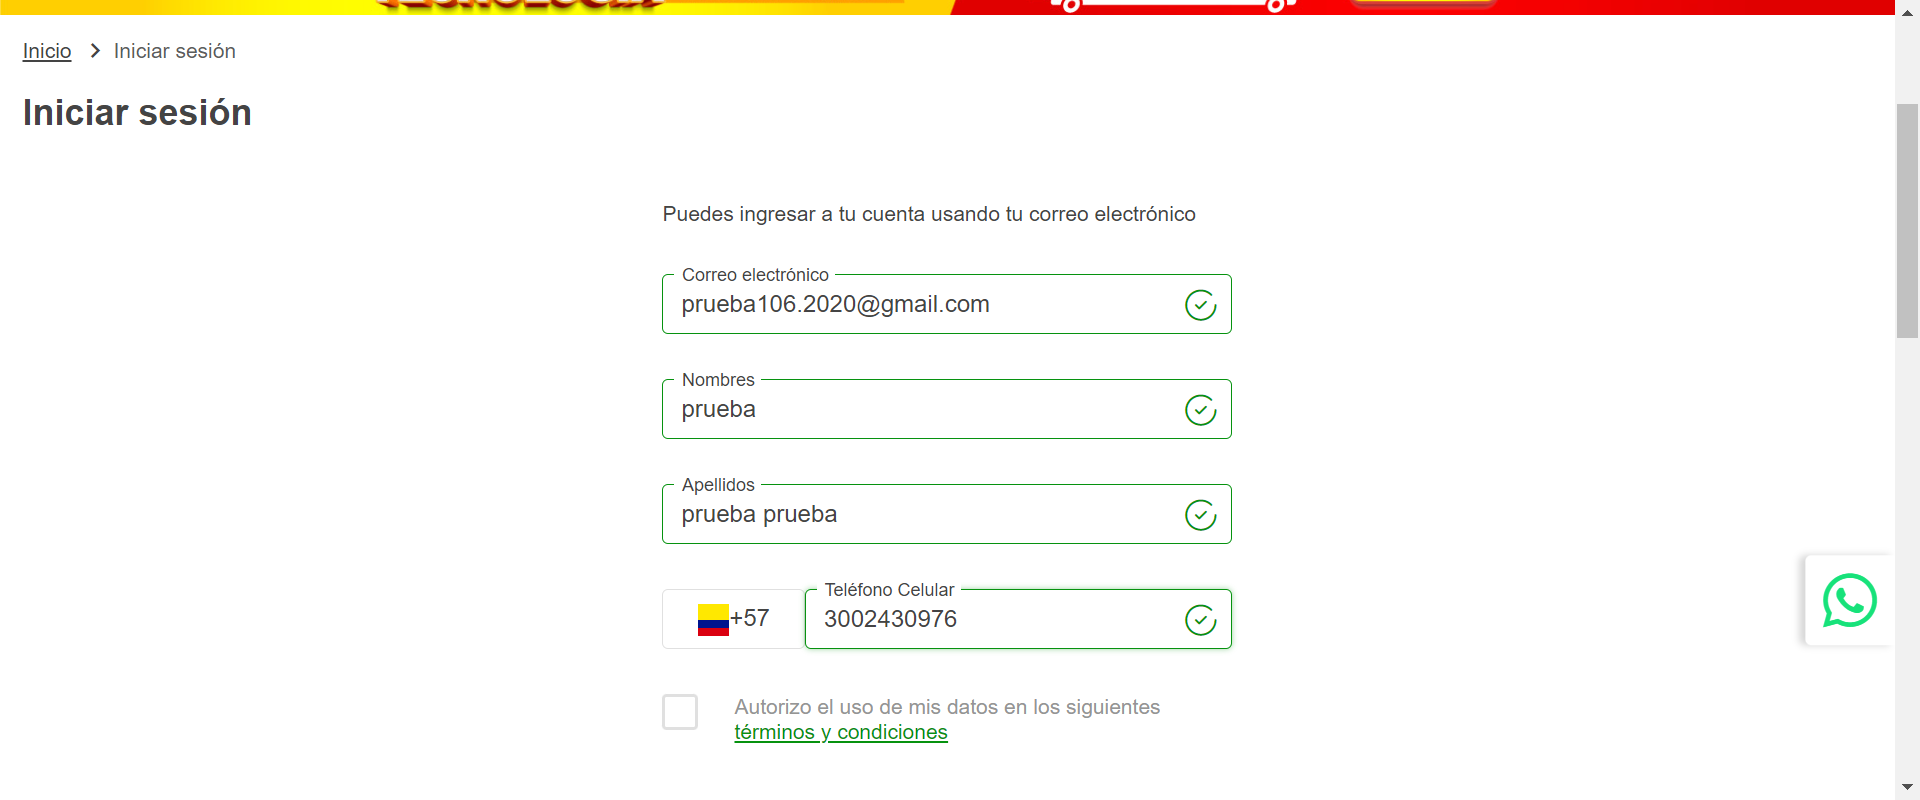 Inicio > Iniciar sesión
Iniciar sesión
Puedes ingresar a tu cuenta usando tu correo electrónico
Correo electrónico
prueba106.2020@gmail.com
Nombres
prueba
Apellidos
prueba prueba
Teléfono Celular
+57 3002430976
Autorizo el uso de mis datos en los siguientes
términos y condiciones